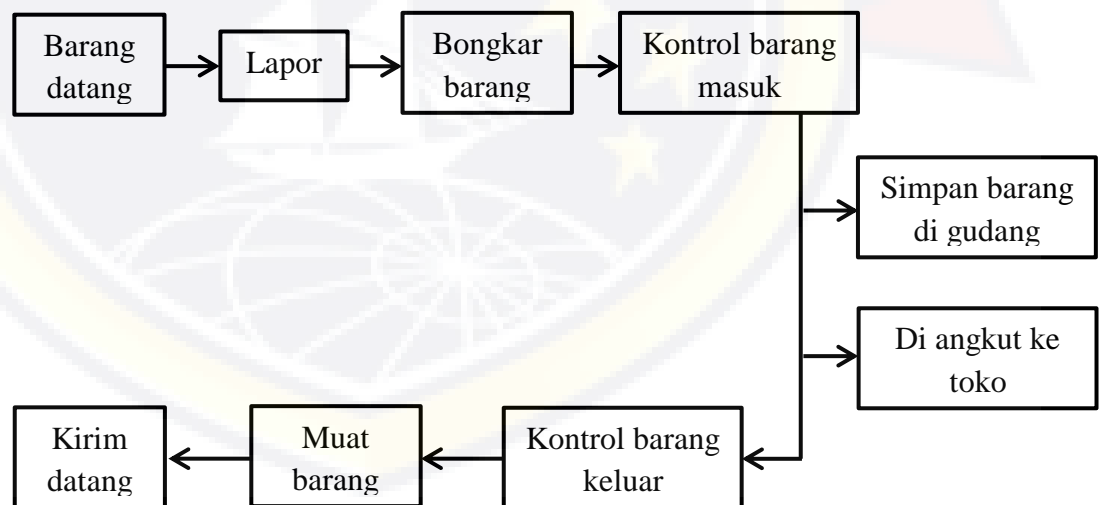 Barang
datang
Lapor
Bongkar
barang
Kontrol barang
masuk
Simpan barang
di gudang
Di angkut ke
toko
Kontrol barang
keluar
Muat
barang
Kirim
datang